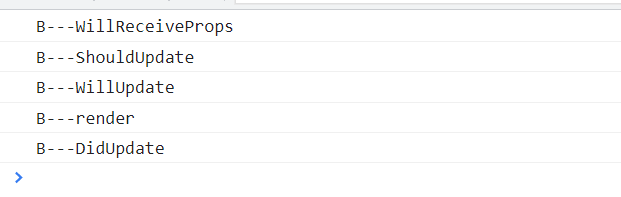 B---WillReceiveProps
B---ShouldUpdate
B---WillUpdate
B---render
B---DidUpdate